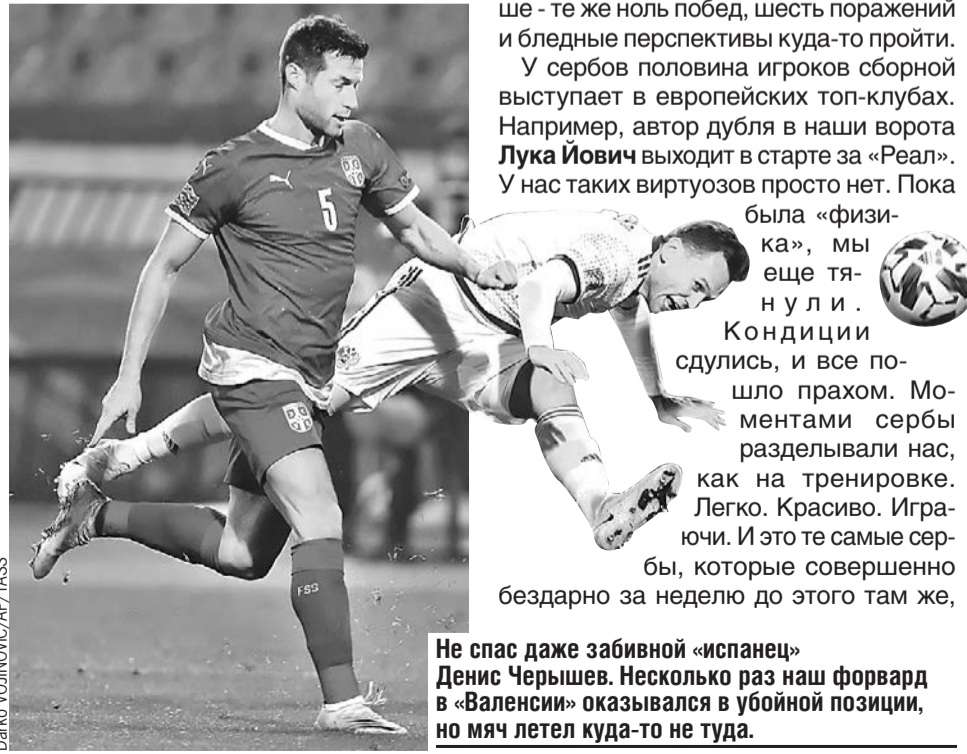 ше - те же ноль побед, шесть поражений
и бледные перспективы куда-то пройти.
У сербов половина игроков сборной
выступает в европейских топ-клубах.
Например, автор дубля в наши ворота
Лука Йович выходит в старте за «Реал».
У нас таких виртуозов просто нет. Пока
была «физи-
ка», мы
еще тя-
нули.
Кондиции
сдулись, и все по-
шло прахом. Мо-
ментами сербы
разделывали нас,
как на тренировке.
Легко. Красиво. Игра-
ючи. И это те самые сер-
бы, которые совершенно
бездарно за неделю до этого там же,
5
FSS
Darko VOJINOVIC/AP/TASS
Не спас даже забивной «испанец»
Денис Черышев. Несколько раз наш форвард
в «Валенсии» оказывался в убойной позиции,
но мяч летел куда-то не туда.